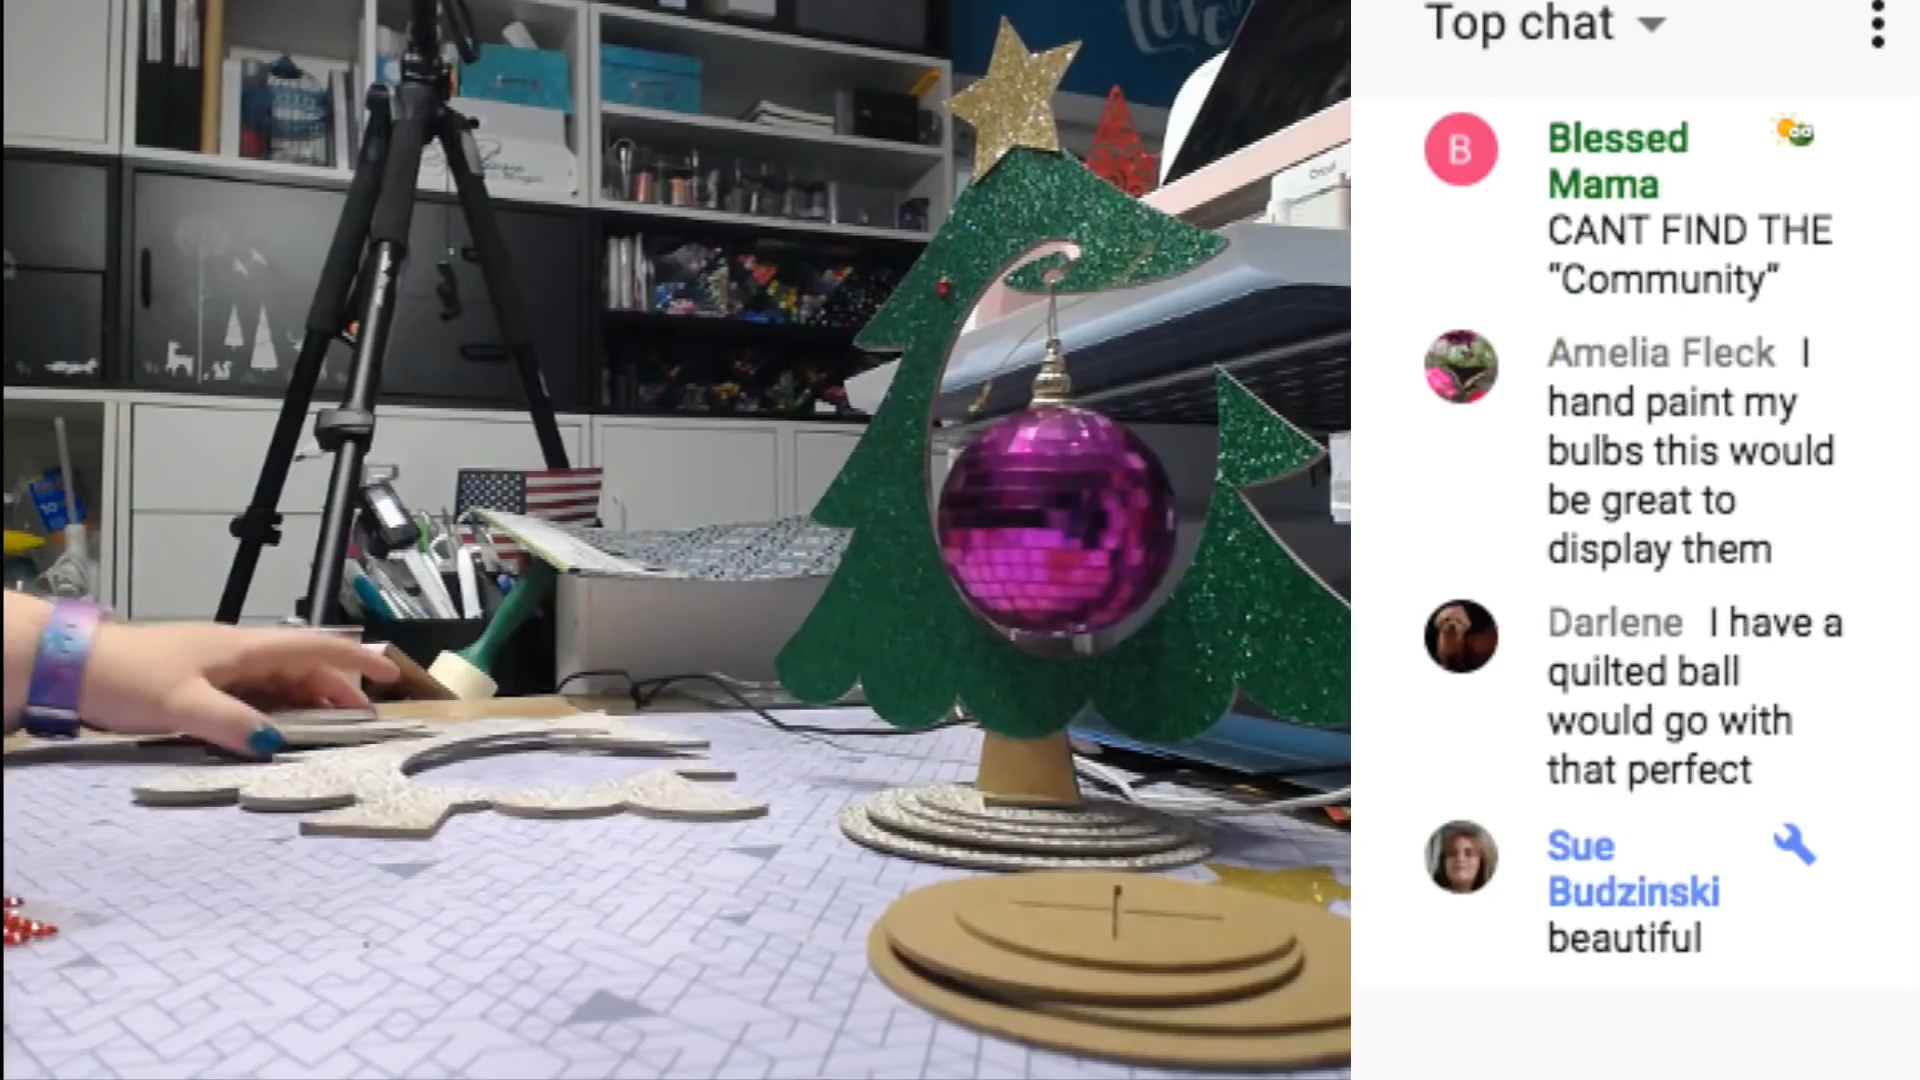 Top chat
Blessed
Mama
CANT FIND THE
"Community"
Amelia Fleck I
hand paint my
bulbs this would
be great to
display them
Darlene I have a
quilted ball
would go with
that perfect
Sue
Budzinski
beautiful
B
Cricut